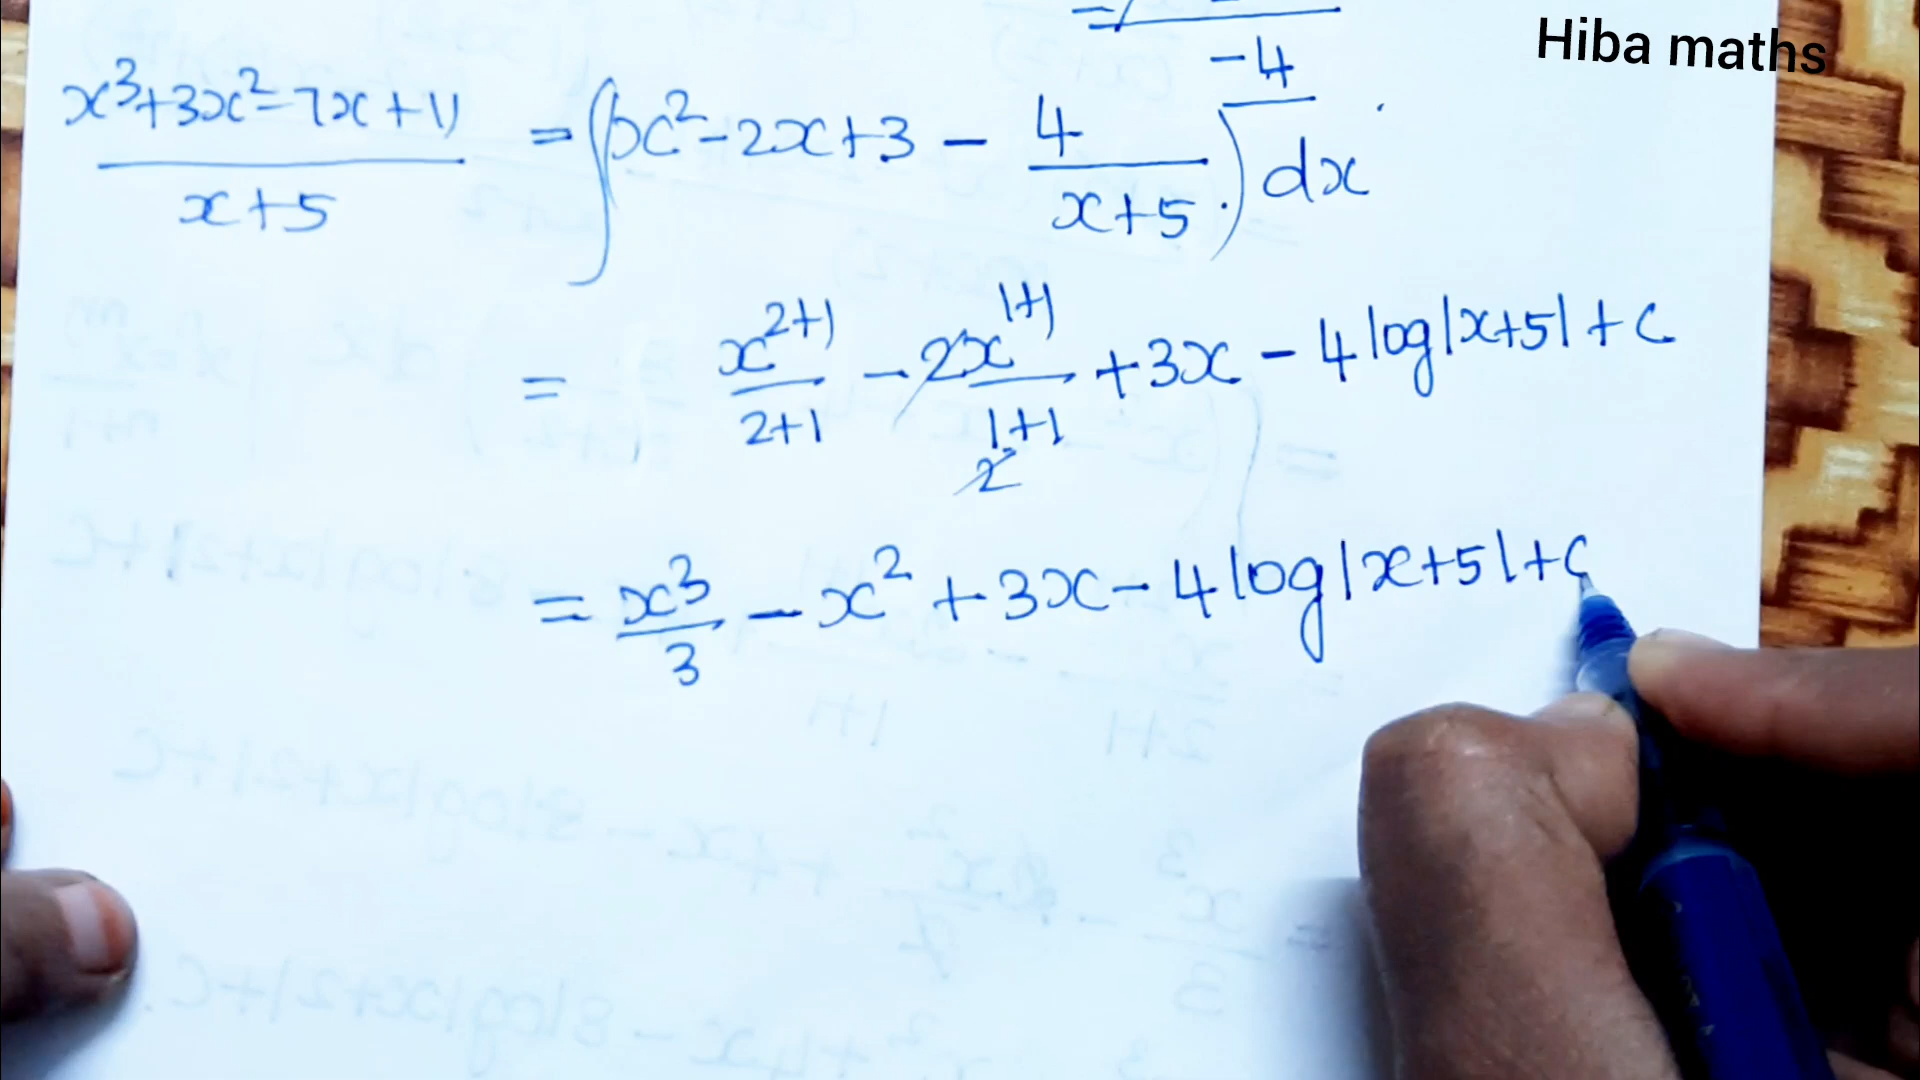 Hiba maths
-4
x³+3x²-7x+11 / x+5 = ∫(x²-2x+3 - 4/x+5) dx
= x²⁺¹/2+1 - 2x¹⁺¹/1+1 + 3x - 4 log|x+5| + c
2
= x³/3 - x² + 3x - 4 log|x+5| + c